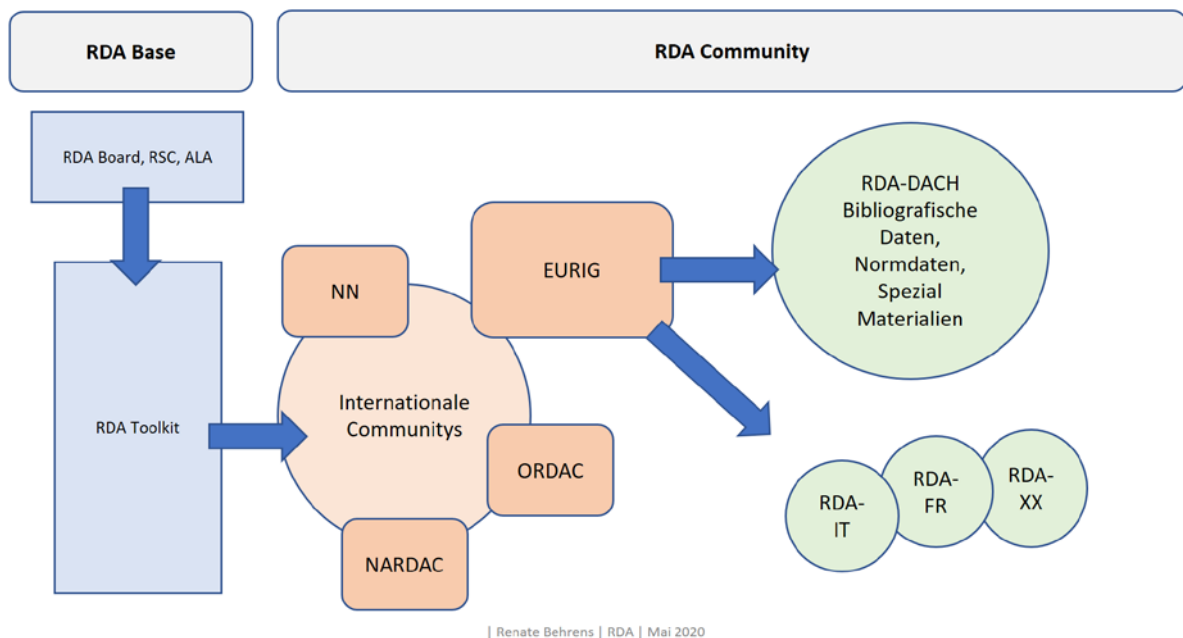 RDA Base
RDA Community
RDA Board, RSC, ALA
RDA Toolkit
NN
EURIG
Internationale
Communitys
ORDAC
NARDAC
RDA-DACH
Bibliografische
Daten,
Normdaten,
Spezial
Materialien
RDA-
IT
RDA-
FR
RDA-
XX
| Renate Behrens | RDA | Mai 2020